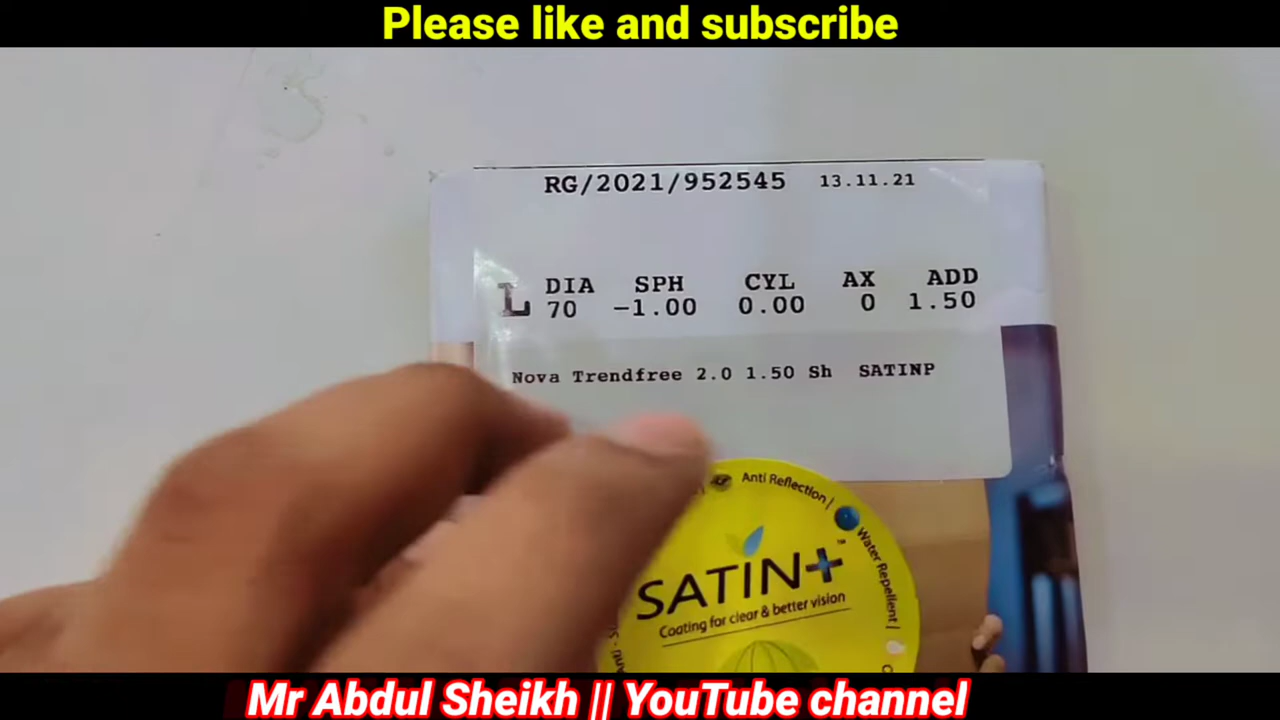 Please like and subscribe
RG/2021/952545 13.11.21
L DIA SPH CYL AX ADD
70 -1.00 0.00 0 1.50
Nova Trendfree 2.0 1.50 Sh SATINP
Anti Reflection |
Water Repellent |
SATIN+™
Coating for clear & better vision
Mr Abdul Sheikh || YouTube channel